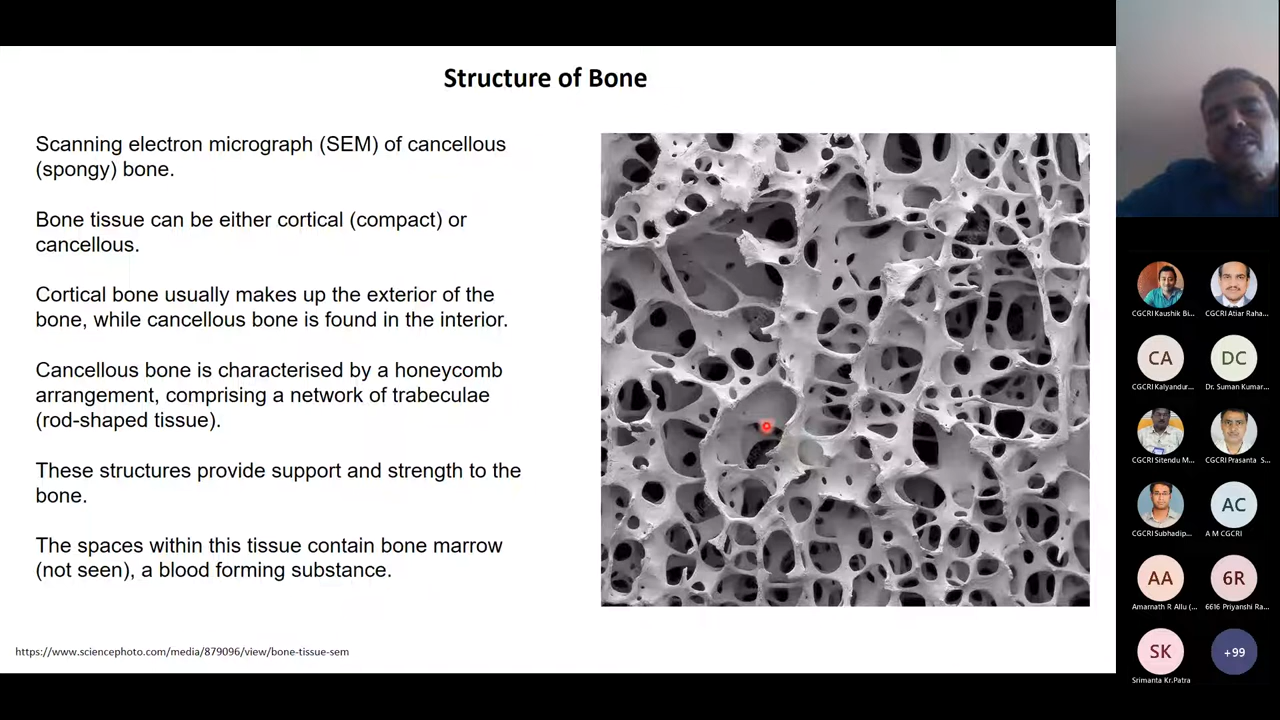 Structure of Bone
Scanning electron micrograph (SEM) of cancellous
(spongy) bone.
Bone tissue can be either cortical (compact) or
cancellous.
Cortical bone usually makes up the exterior of the
bone, while cancellous bone is found in the interior.
Cancellous bone is characterised by a honeycomb
arrangement, comprising a network of trabeculae
(rod-shaped tissue).
These structures provide support and strength to the
bone.
The spaces within this tissue contain bone marrow
(not seen), a blood forming substance.
https://www.sciencephoto.com/media/879096/view/bone-tissue-sem
CGCRI Kaushik Bi...
CGCRI Atiar Raha...
CA
DC
CGCRI Kalyandur...
Dr. Suman Kumar...
CGCRI Sitendu M...
CGCRI Prasanta S...
AC
CGCRI Subhadip...
A M CGCRI
AA
6R
Amarnath R Allu (...
6616 Priyanshi Ra...
SK
+99
Srimanta Kr.Patra